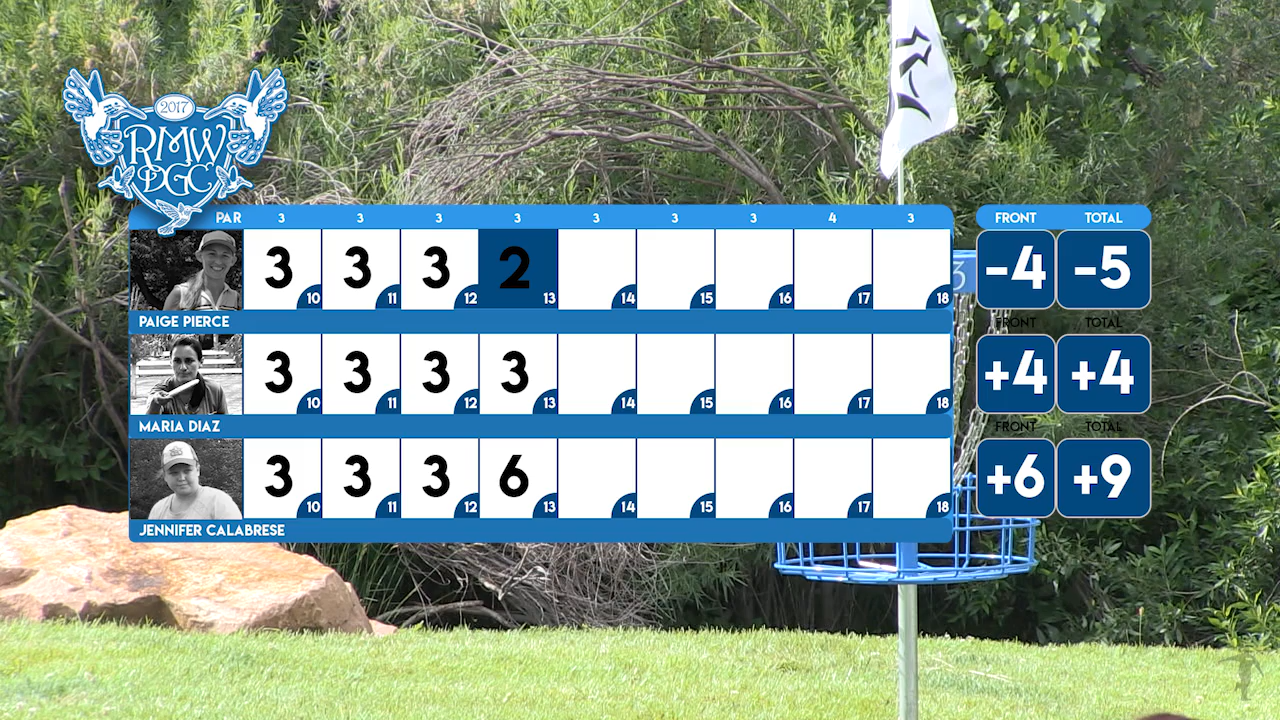 2017
RMW
DGC
PAR 3 3 3 3 3 3 3 4 3 FRONT TOTAL
3 3 3 2 -4 -5
10 11 12 13 14 15 16 17 18
PAIGE PIERCE FRONT TOTAL
3 3 3 3 +4 +4
10 11 12 13 14 15 16 17 18
MARIA DIAZ FRONT TOTAL
3 3 3 6 +6 +9
10 11 12 13 14 15 16 17 18
JENNIFER CALABRESE